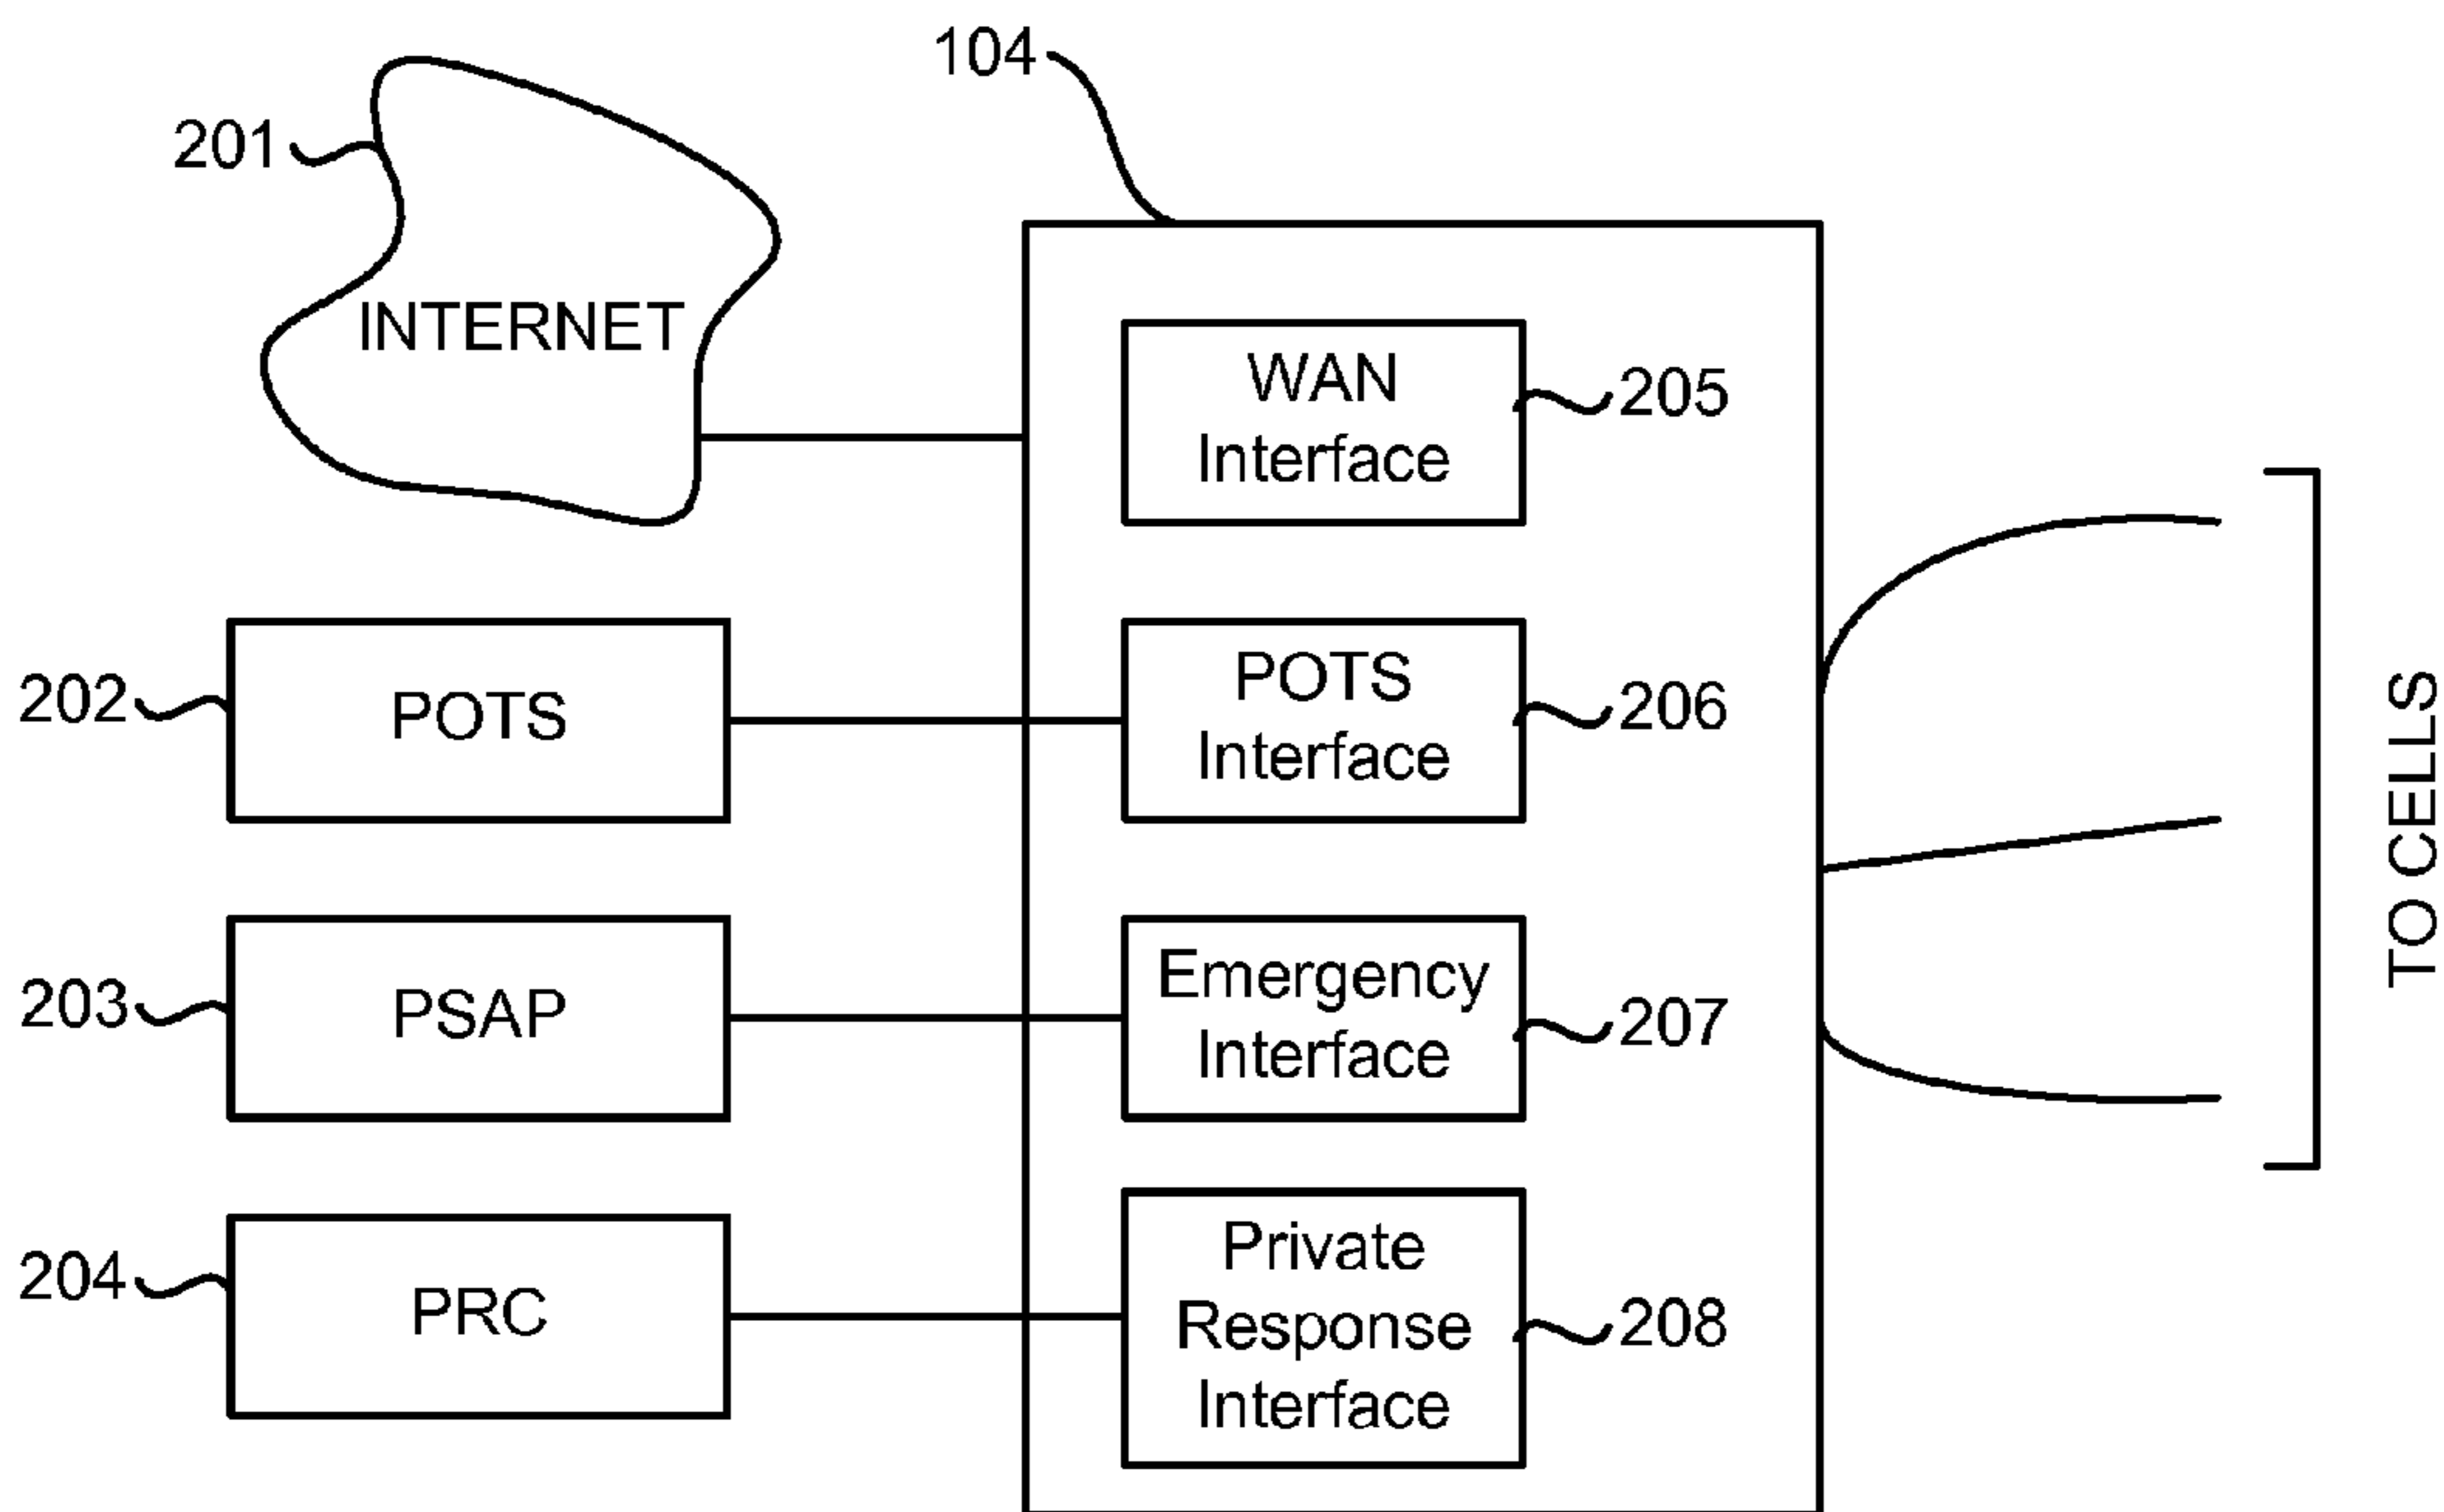 104
201
INTERNET
WAN
Interface
205
202
POTS
POTS
Interface
206
TO CELLS
203
PSAP
Emergency
Interface
207
204
PRC
Private
Response
Interface
208